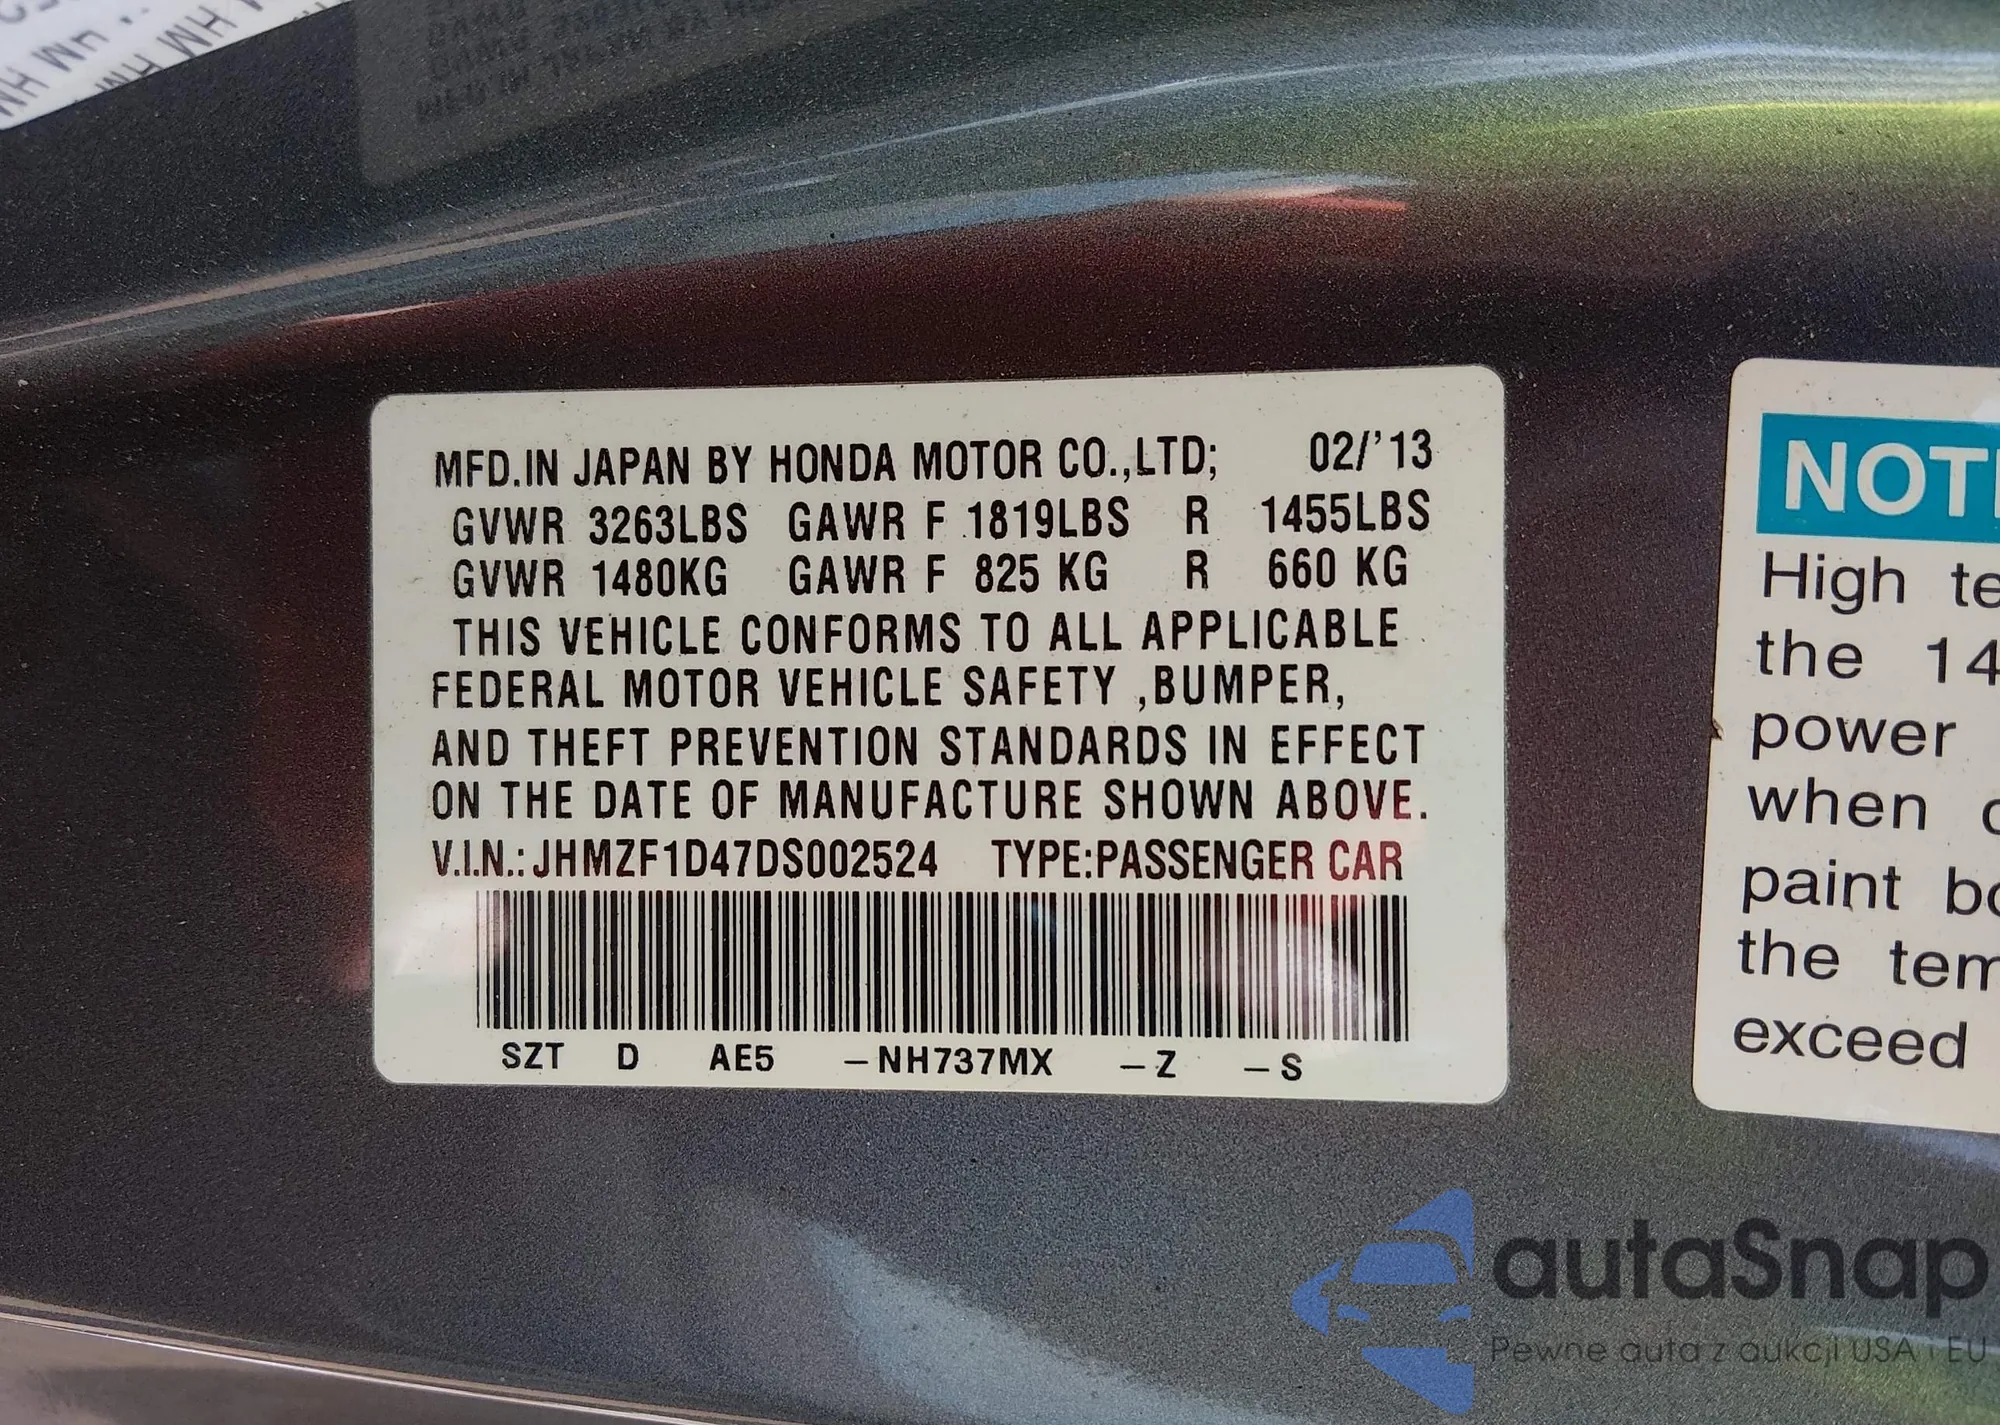 MFD.IN JAPAN BY HONDA MOTOR CO.,LTD; 02/'13
GVWR 3263LBS GAWR F 1819LBS R 1455LBS
GVWR 1480KG GAWR F 825 KG R 660 KG
THIS VEHICLE CONFORMS TO ALL APPLICABLE
FEDERAL MOTOR VEHICLE SAFETY ,BUMPER,
AND THEFT PREVENTION STANDARDS IN EFFECT
ON THE DATE OF MANUFACTURE SHOWN ABOVE.
V.I.N.: JHMZF1D47DS002524 TYPE:PASSENGER CAR
SZT D AE5 –NH737MX –Z –S
High
the 14
power
when
paint
the
exceed
autaSnap
Pewne auta z aukcji USA i EU